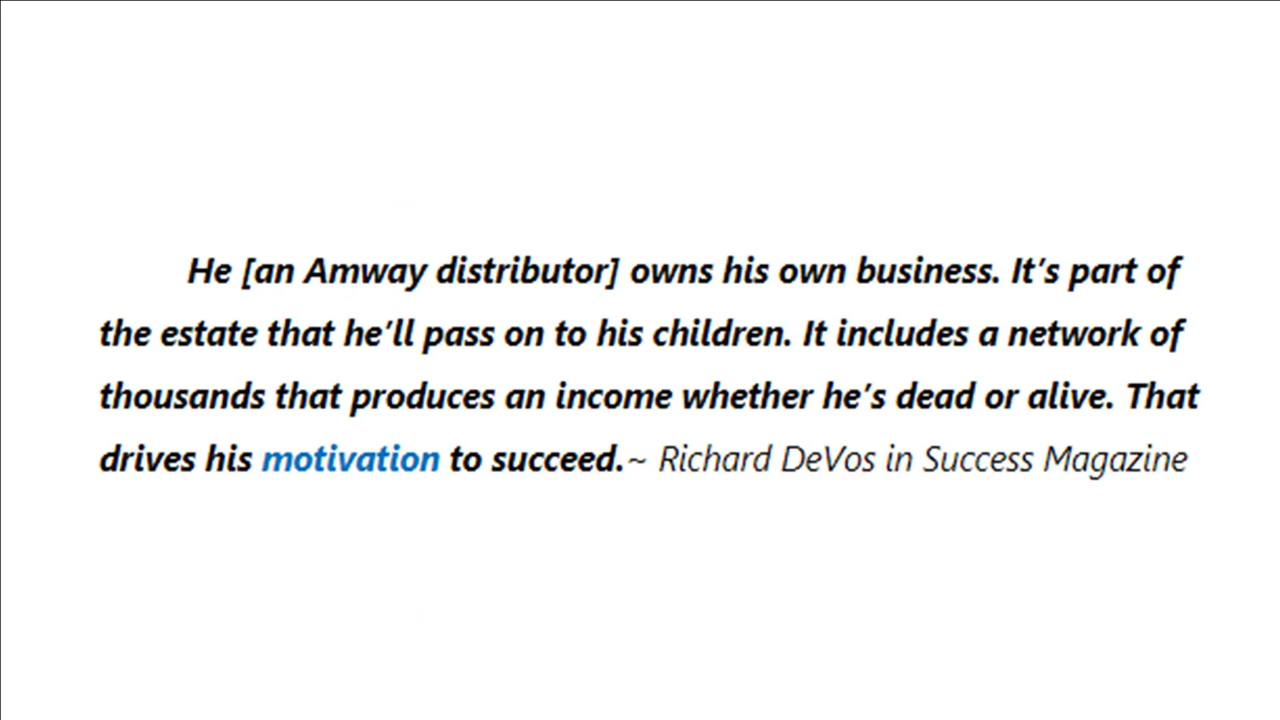 He [an Amway distributor] owns his own business. It’s part of
the estate that he’ll pass on to his children. It includes a network of
thousands that produces an income whether he’s dead or alive. That
drives his motivation to succeed.~ Richard DeVos in Success Magazine